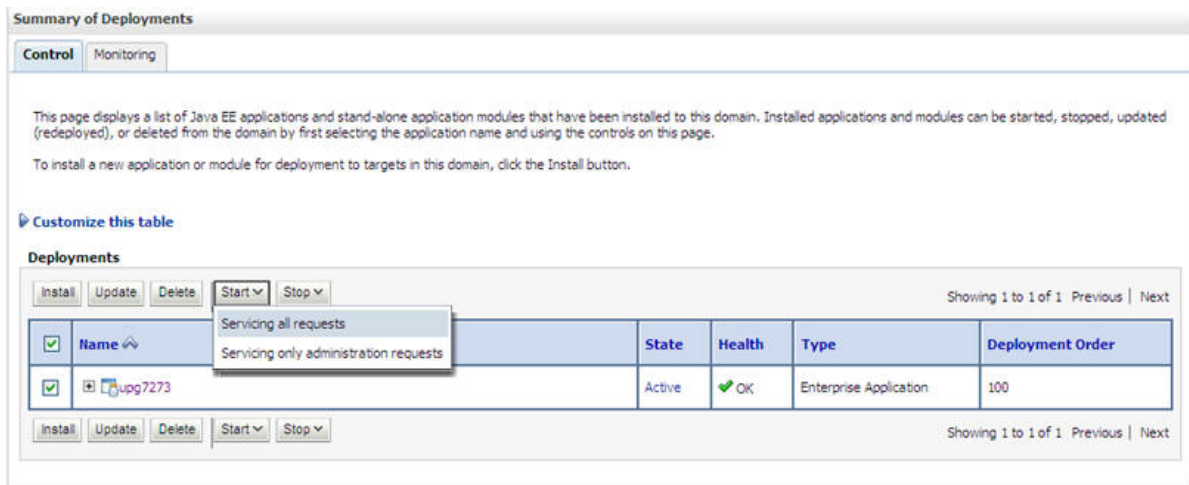 Summary of Deployments
Control Monitoring
This page displays a list of Java EE applications and stand-alone application modules that have been installed to this domain. Installed applications and modules can be started, stopped, updated
(redeployed), or deleted from the domain by first selecting the application name and using the controls on this page.
To install a new application or module for deployment to targets in this domain, click the Install button.
Customize this table
Deployments
Install Update Delete Start Stop Showing 1 to 1 of 1 Previous | Next
Servicing all requests
Servicing only administration requests
Name State Health Type Deployment Order
upg7273 Active OK Enterprise Application 100
Install Update Delete Start Stop Showing 1 to 1 of 1 Previous | Next